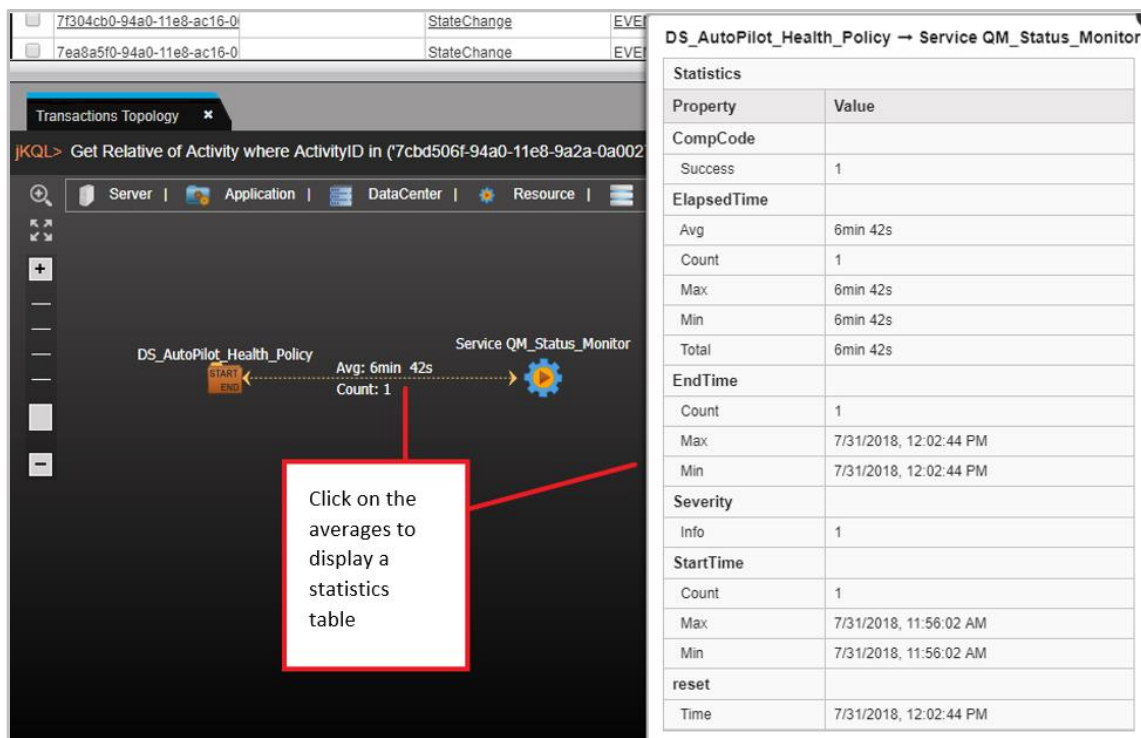 7f304cb0-94a0-11e8-ac16-0
StateChange
EVE
7ea8a5f0-94a0-11e8-ac16-0
StateChange
EVE
Transactions Topology ×
jKQL> Get Relative of Activity where ActivityID in ('7cbd506f-94a0-11e8-9a2a-0a002
Server | Application | DataCenter | Resource |
DS_AutoPilot_Health_Policy
START
END
Avg: 6min 42s
Count: 1
Service QM_Status_Monitor
Click on the
averages to
display a
statistics
table
DS_AutoPilot_Health_Policy → Service QM_Status_Monitor
Statistics
Property Value
CompCode
Success 1
ElapsedTime
Avg 6min 42s
Count 1
Max 6min 42s
Min 6min 42s
Total 6min 42s
EndTime
Count 1
Max 7/31/2018, 12:02:44 PM
Min 7/31/2018, 12:02:44 PM
Severity
Info 1
StartTime
Count 1
Max 7/31/2018, 11:56:02 AM
Min 7/31/2018, 11:56:02 AM
reset
Time 7/31/2018, 12:02:44 PM